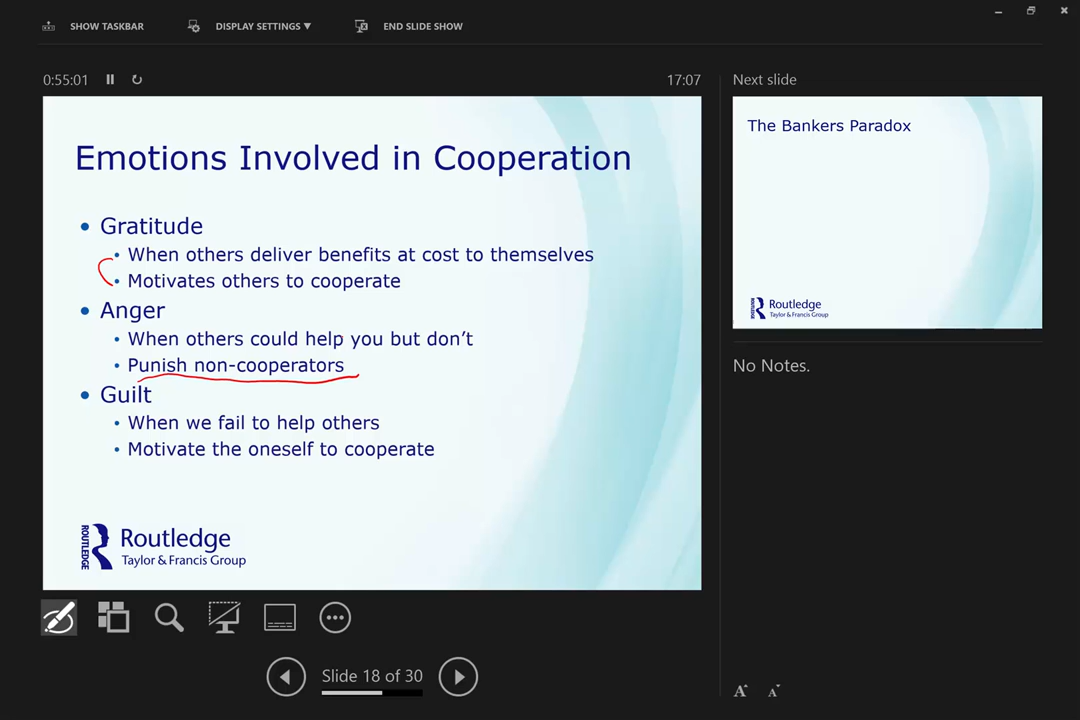 SHOW TASKBAR
DISPLAY SETTINGS ▼
END SLIDE SHOW
0:55:01
17:07
Emotions Involved in Cooperation
• Gratitude
• When others deliver benefits at cost to themselves
• Motivates others to cooperate
• Anger
• When others could help you but don't
• Punish non-cooperators
• Guilt
• When we fail to help others
• Motivate the oneself to cooperate
ROUTLEDGE
Routledge
Taylor & Francis Group
Slide 18 of 30
Next slide
The Bankers Paradox
ROUTLEDGE
Routledge
Taylor & Francis Group
No Notes.
A A